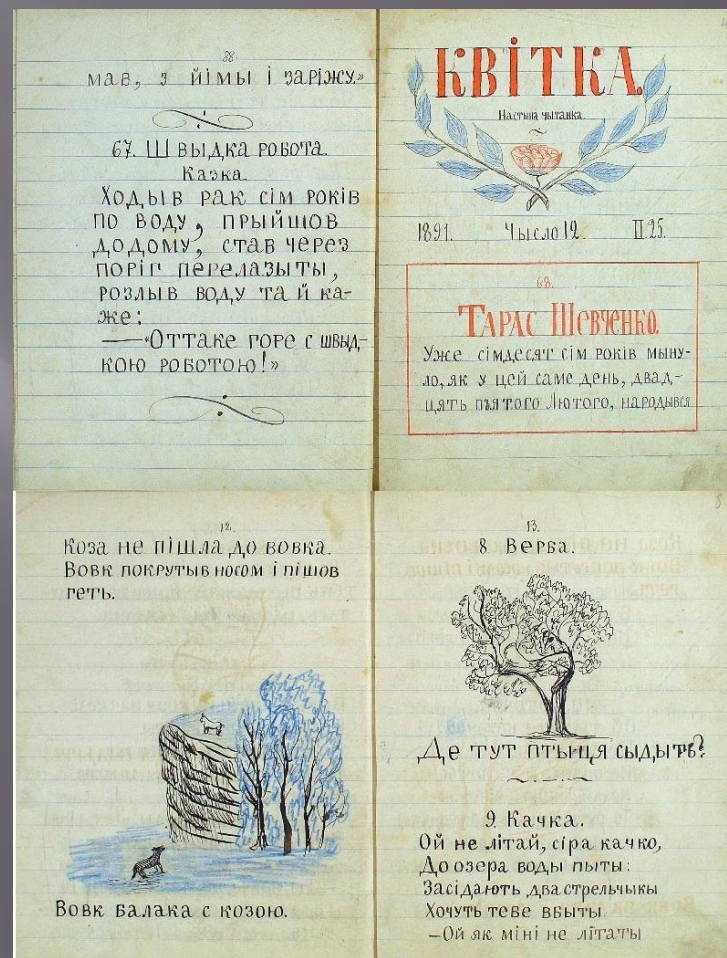 38.
мав, з йімы і заріжу.»
67. Швыдка робота.
Казка.
Ходыв рак сім років
по воду, прыйшов
додому, став через
поріг перелазыты,
розлыв воду та й ка-
же:
—«Оттаке горе с швыд-
кою роботою!»
КВІТКА.
Настина чытанка.
1891. Чысло 12. II. 25.
68.
Тарас Шевченко.
Уже сімдесят сім років мыну-
ло, як у цей саме день, двад-
цять пъятого Лютого, народывся
12.
Коза не пішла до вовка.
Вовк покрутыв носом і пішов
геть.
Вовк балака с козою.
13.
8. Верба.
Де тут птыця сыдыть?
9. Качка.
Ой не літай, сіра качко,
До озера воды пыты:
Засідають два стрельчыкы
Хочуть тебе вбыты
—Ой як міні не літаты